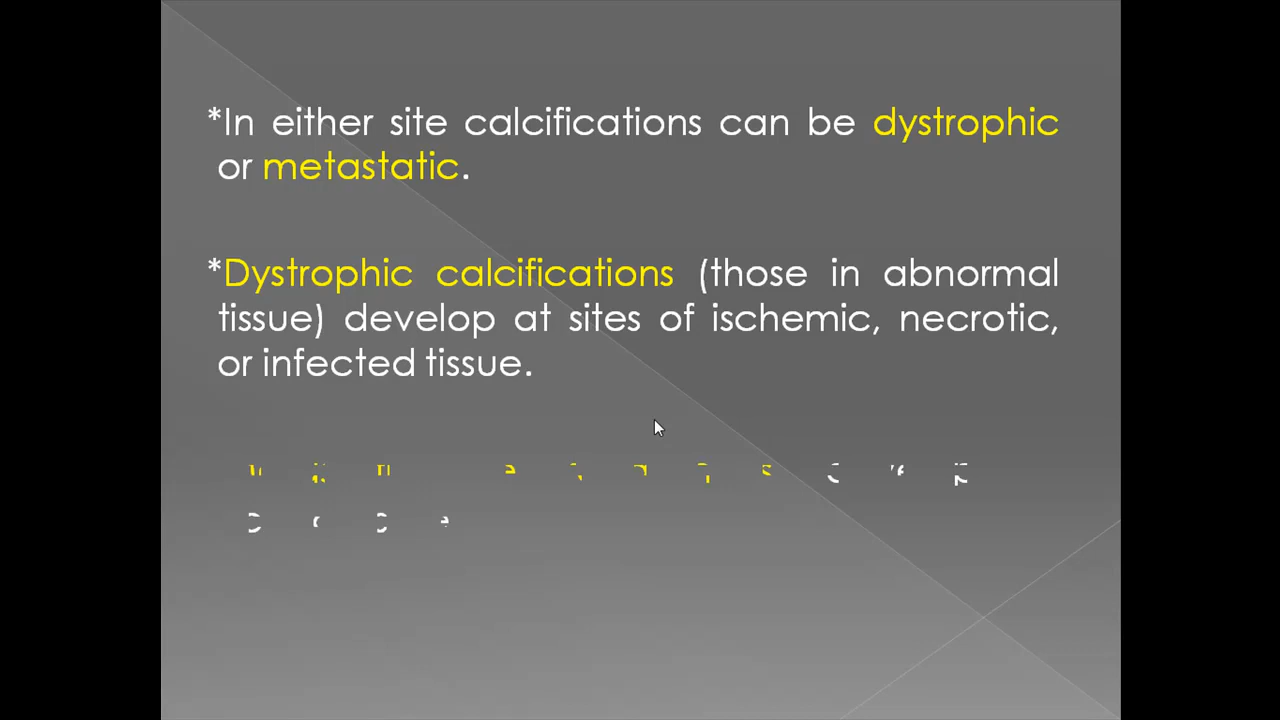 *In either site calcifications can be dystrophic
or metastatic.
*Dystrophic calcifications (those in abnormal
tissue) develop at sites of ischemic, necrotic,
or infected tissue.